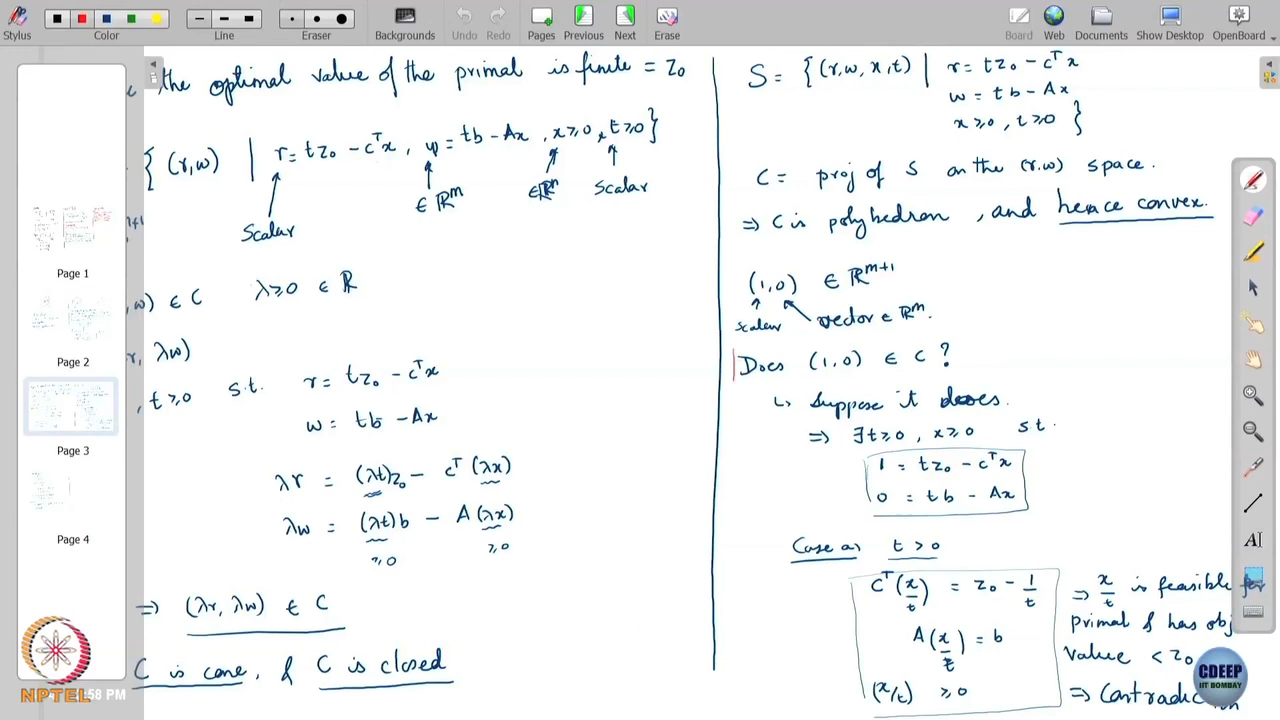 Stylus
Color
Line
Eraser
Backgrounds
Undo
Redo
Pages
Previous
Next
Erase
Board
Web
Documents
Show Desktop
OpenBoard
Page 1
Page 2
Page 3
Page 4
the optimal value of the primal is finite = z₀
{ (r,w) | r = tz₀ - cᵀx , w = tb - Ax , x ≥ 0 , t ≥ 0 }
∈ ℝᵐ ∈ ℝⁿ scalar
Scalar
,w) ∈ C λ ≥ 0 ∈ ℝ
r, λw)
, t ≥ 0 s.t. r = tz₀ - cᵀx
w = tb - Ax
λr = (λt)z₀ - cᵀ(λx)
λw = (λt)b - A(λx)
≥0 ≥0
⇒ (λr, λw) ∈ C
C is cone, & C is closed
S = { (r,w,x,t) | r = tz₀ - cᵀx
w = tb - Ax
x ≥ 0, t ≥ 0 }
C = proj of S on the (r,w) space.
⇒ C is polyhedron, and hence convex.
(1,0) ∈ ℝᵐ⁺¹
scalar vector ∈ ℝᵐ.
Does (1,0) ∈ C ?
↳ Suppose it does.
⇒ ∃ t ≥ 0, x ≥ 0 s.t.
1 = tz₀ - cᵀx
0 = tb - Ax
Case a) t > 0
cᵀ(x/t) = z₀ - 1/t ⇒ x/t is feasible for
A(x/t) = b primal & has obj
value < z₀
(x/t) ≥ 0 ⇒ Contradiction
NPTEL
:58 PM
CDEEP
IIT BOMBAY